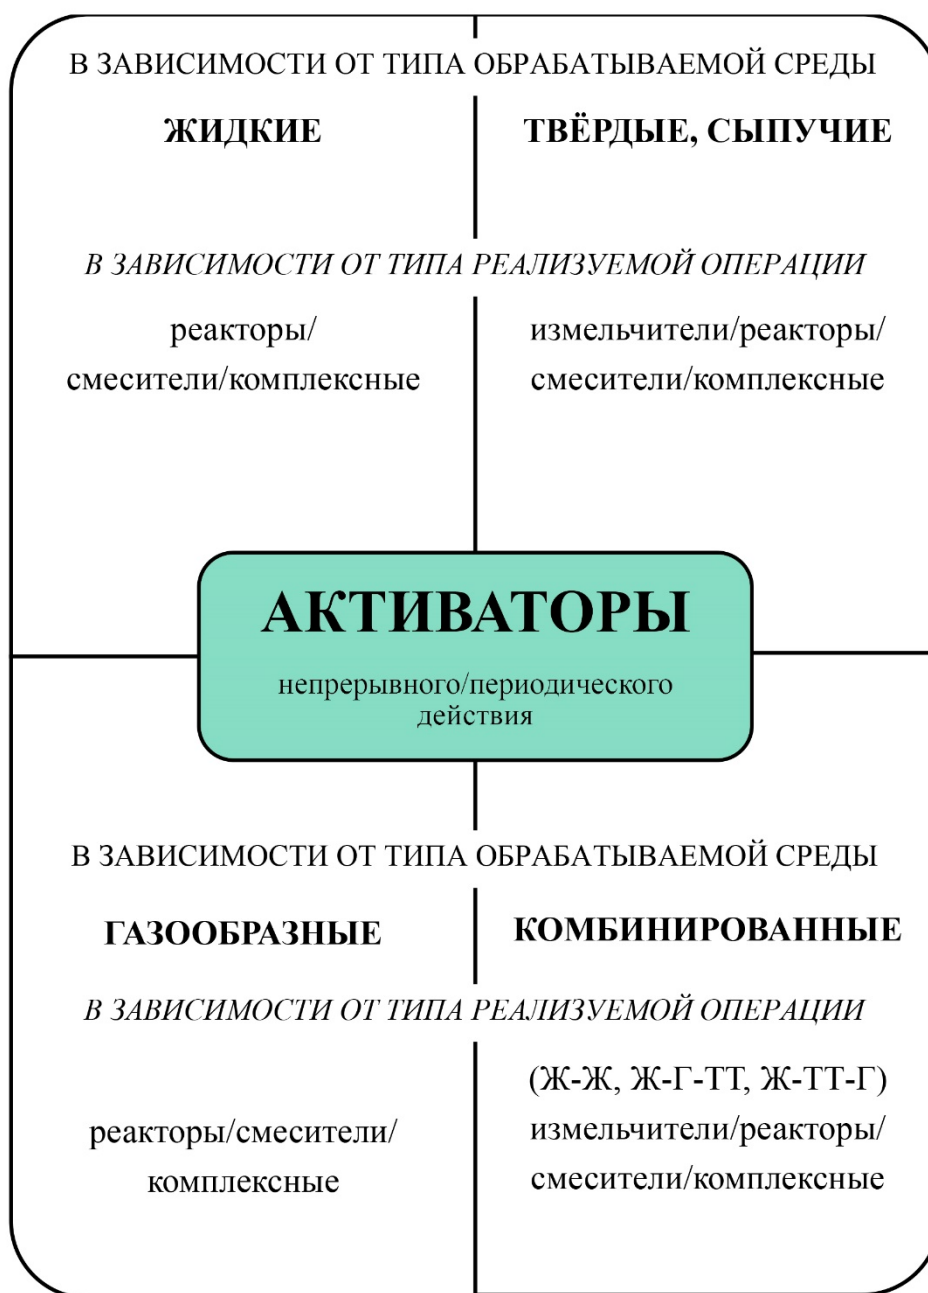 В ЗАВИСИМОСТИ ОТ ТИПА ОБРАБАТЫВАЕМОЙ СРЕДЫ
ЖИДКИЕ
ТВЁРДЫЕ, СЫПУЧИЕ
В ЗАВИСИМОСТИ ОТ ТИПА РЕАЛИЗУЕМОЙ ОПЕРАЦИИ
реакторы/
смесители/комплексные
измельчители/реакторы/
смесители/комплексные
АКТИВАТОРЫ
непрерывного/периодического
действия
В ЗАВИСИМОСТИ ОТ ТИПА ОБРАБАТЫВАЕМОЙ СРЕДЫ
ГАЗООБРАЗНЫЕ
КОМБИНИРОВАННЫЕ
В ЗАВИСИМОСТИ ОТ ТИПА РЕАЛИЗУЕМОЙ ОПЕРАЦИИ
реакторы/смесители/
комплексные
(Ж-Ж, Ж-Г-ТТ, Ж-ТТ-Г)
измельчители/реакторы/
смесители/комплексные